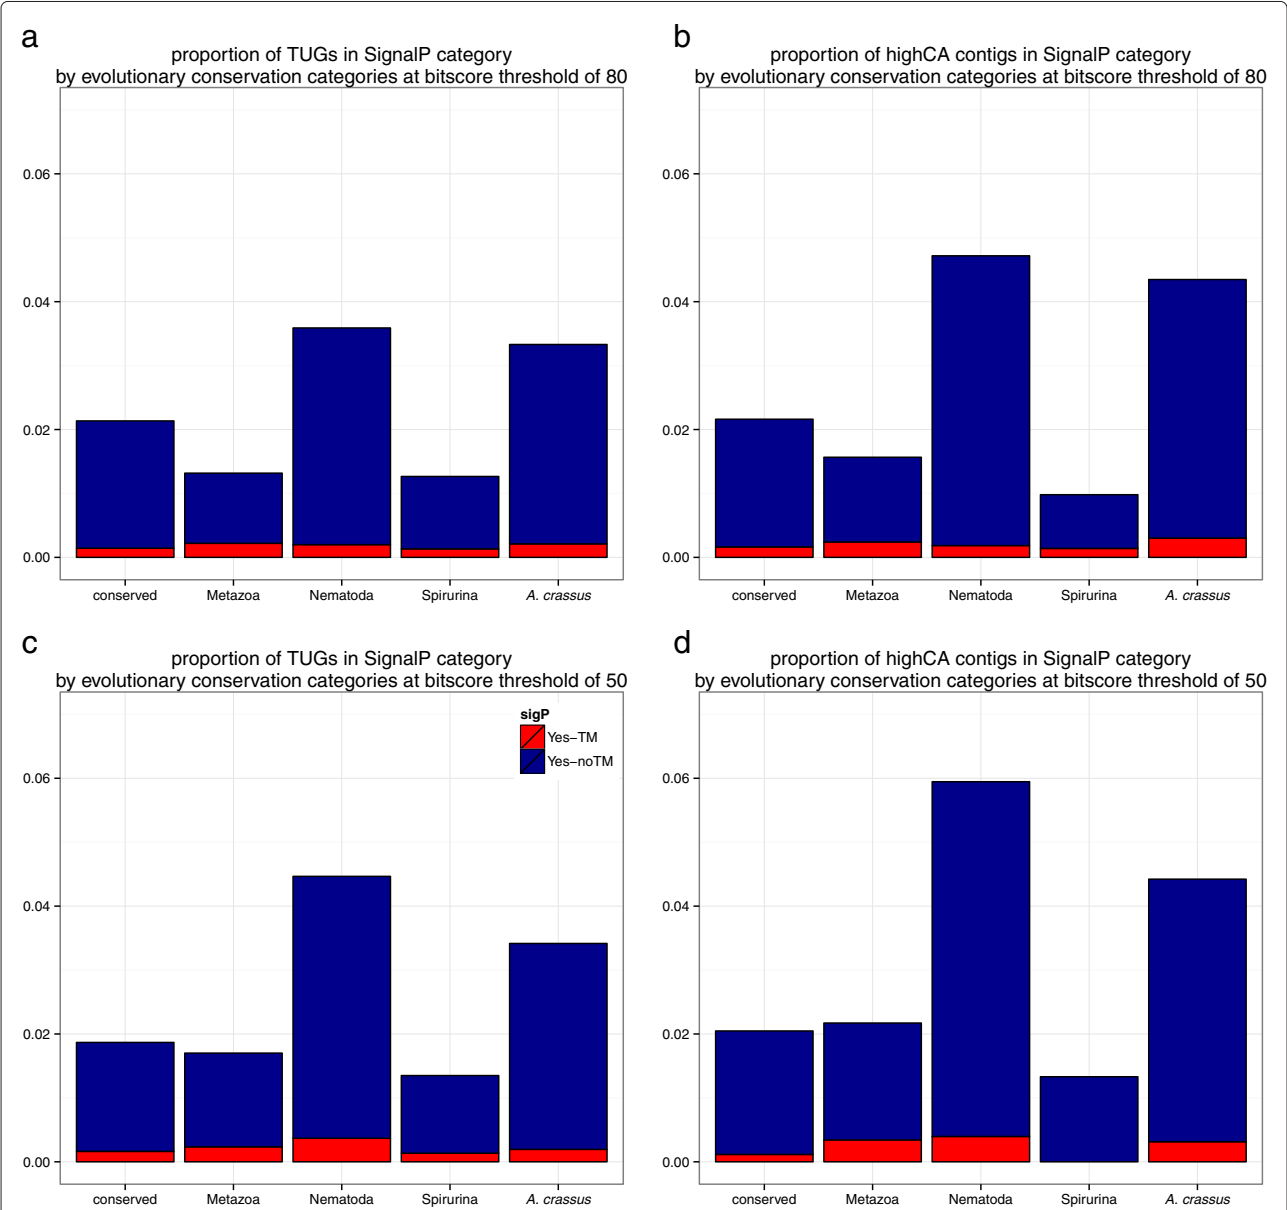 a
proportion of TUGs in SignalP category
by evolutionary conservation categories at bitscore threshold of 80
0.06
0.04
0.02
0.00
conserved Metazoa Nematoda Spirurina A. crassus
b
proportion of highCA contigs in SignalP category
by evolutionary conservation categories at bitscore threshold of 80
0.06
0.04
0.02
0.00
conserved Metazoa Nematoda Spirurina A. crassus
c
proportion of TUGs in SignalP category
by evolutionary conservation categories at bitscore threshold of 50
sigP
Yes−TM
Yes−noTM
0.06
0.04
0.02
0.00
conserved Metazoa Nematoda Spirurina A. crassus
d
proportion of highCA contigs in SignalP category
by evolutionary conservation categories at bitscore threshold of 50
0.06
0.04
0.02
0.00
conserved Metazoa Nematoda Spirurina A. crassus